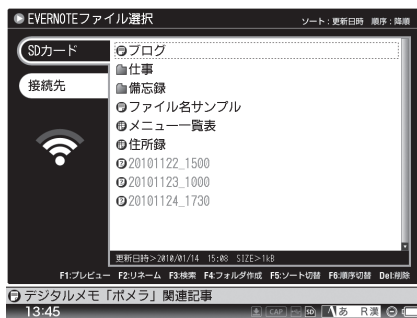 EVERNOTEファイル選択 ソート:更新日時 順序:降順
SDカード
接続先
ブログ
仕事
備忘録
ファイル名サンプル
メニュー一覧表
住所録
20101122_1500
20101123_1000
20101124_1730
更新日時>2010/01/14 15:08 SIZE>1kB
F1:プレビュー F2:リネーム F3:検索 F4:フォルダ作成 F5:ソート切替 F6:順序切替 Del:削除
デジタルメモ「ポメラ」関連記事
13:45 CAP SD あ R漢